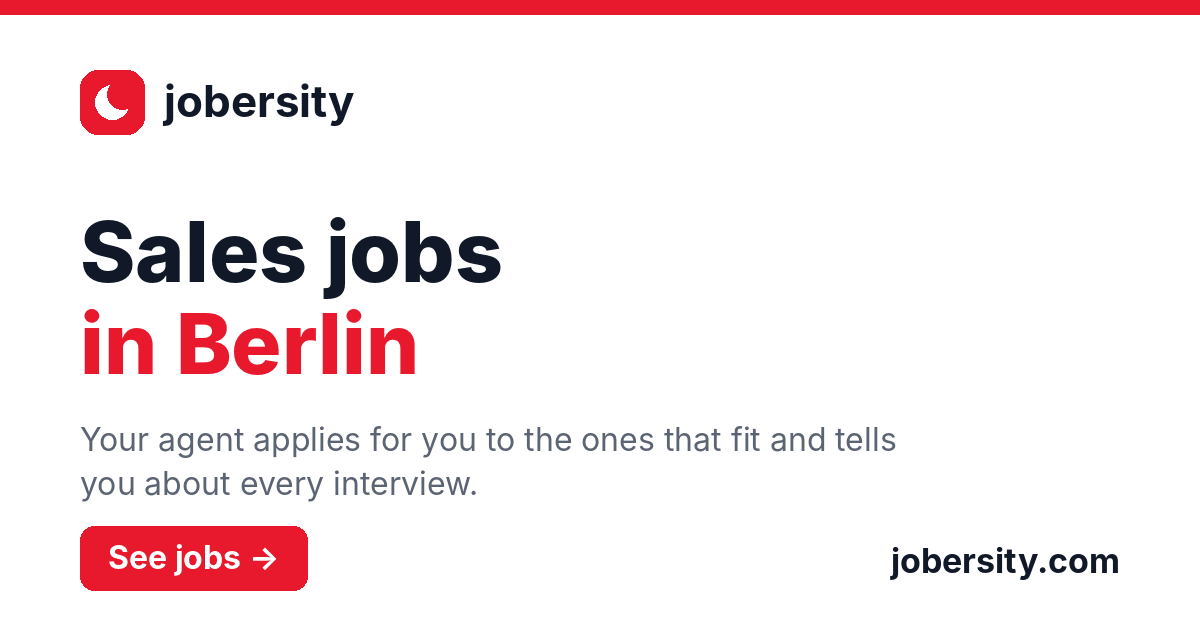 jobersity
Sales jobs
in Berlin
Your agent applies for you to the ones that fit and tells
you about every interview.
See jobs →
jobersity.com